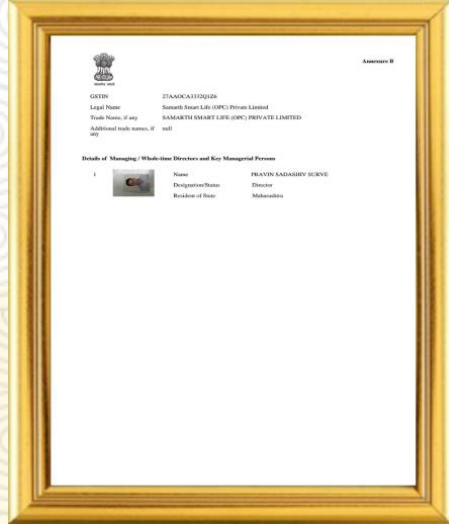 Annexure B
GSTIN
Legal Name Samarth Smart Life (OPC) Private Limited
Trade Name, if any SAMARTH SMART LIFE (OPC) PRIVATE LIMITED
Additional trade names, if any null
Details of Managing / Whole-time Directors and Key Managerial Persons
1 Name PRAVIN SADASHIV SURVE
Designation/Status Director
Resident of State Maharashtra